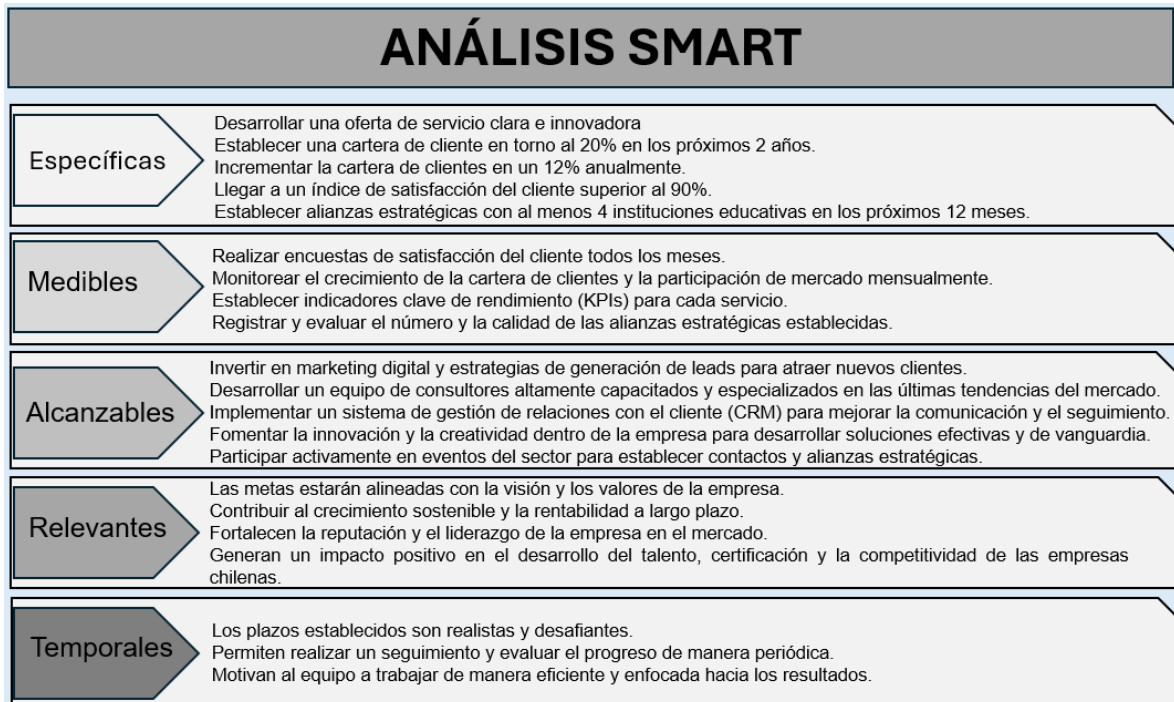 ANÁLISIS SMART
Específicas
Desarrollar una oferta de servicio clara e innovadora
Establecer una cartera de cliente en torno al 20% en los próximos 2 años.
Incrementar la cartera de clientes en un 12% anualmente.
Llegar a un índice de satisfacción del cliente superior al 90%.
Establecer alianzas estratégicas con al menos 4 instituciones educativas en los próximos 12 meses.
Medibles
Realizar encuestas de satisfacción del cliente todos los meses.
Monitorear el crecimiento de la cartera de clientes y la participación de mercado mensualmente.
Establecer indicadores clave de rendimiento (KPIs) para cada servicio.
Registrar y evaluar el número y la calidad de las alianzas estratégicas establecidas.
Alcanzables
Invertir en marketing digital y estrategias de generación de leads para atraer nuevos clientes.
Desarrollar un equipo de consultores altamente capacitados y especializados en las últimas tendencias del mercado.
Implementar un sistema de gestión de relaciones con el cliente (CRM) para mejorar la comunicación y el seguimiento.
Fomentar la innovación y la creatividad dentro de la empresa para desarrollar soluciones efectivas y de vanguardia.
Participar activamente en eventos del sector para establecer contactos y alianzas estratégicas.
Relevantes
Las metas estarán alineadas con la visión y los valores de la empresa.
Contribuir al crecimiento sostenible y la rentabilidad a largo plazo.
Fortalecen la reputación y el liderazgo de la empresa en el mercado.
Generan un impacto positivo en el desarrollo del talento, certificación y la competitividad de las empresas
chilenas.
Temporales
Los plazos establecidos son realistas y desafiantes.
Permiten realizar un seguimiento y evaluar el progreso de manera periódica.
Motivan al equipo a trabajar de manera eficiente y enfocada hacia los resultados.